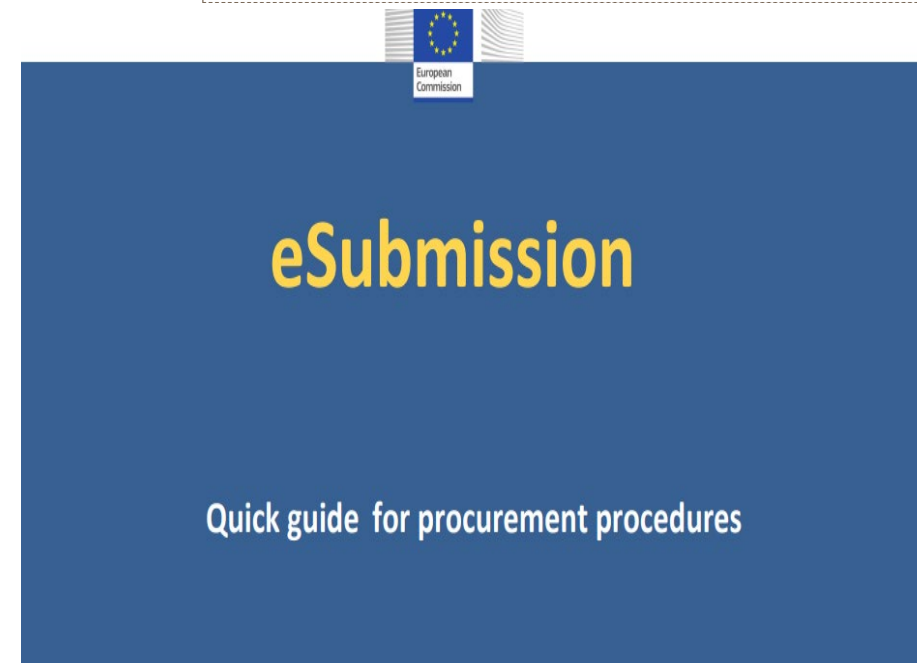 European
Commission
eSubmission
Quick guide for procurement procedures